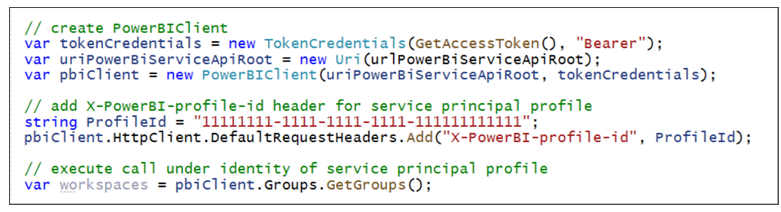 // create PowerBIClient
var tokenCredentials = new TokenCredentials(GetAccessToken(), "Bearer");
var uriPowerBiServiceApiRoot = new Uri(urlPowerBiServiceApiRoot);
var pbiClient = new PowerBIClient(uriPowerBiServiceApiRoot, tokenCredentials);
// add X-PowerBI-profile-id header for service principal profile
string ProfileId = "11111111-1111-1111-1111-111111111111";
pbiClient.HttpClient.DefaultRequestHeaders.Add("X-PowerBI-profile-id", ProfileId);
// execute call under identity of service principal profile
var workspaces = pbiClient.Groups.GetGroups();